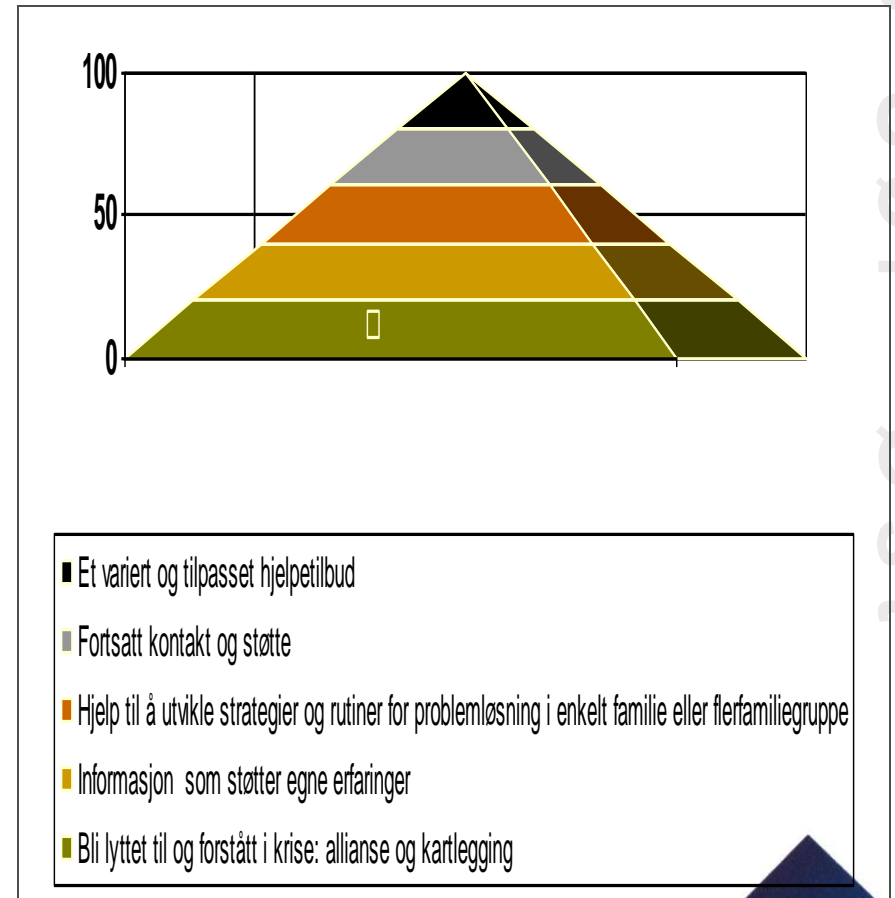 100
50
0
Et variert og tilpasset hjelpetilbud
Fortsatt kontakt og støtte
Hjelp til å utvikle strategier og rutiner for problemløsning i enkelt familie eller flerfamiliegruppe
Informasjon som støtter egne erfaringer
Bli lyttet til og forstått i krise: allianse og kartlegging